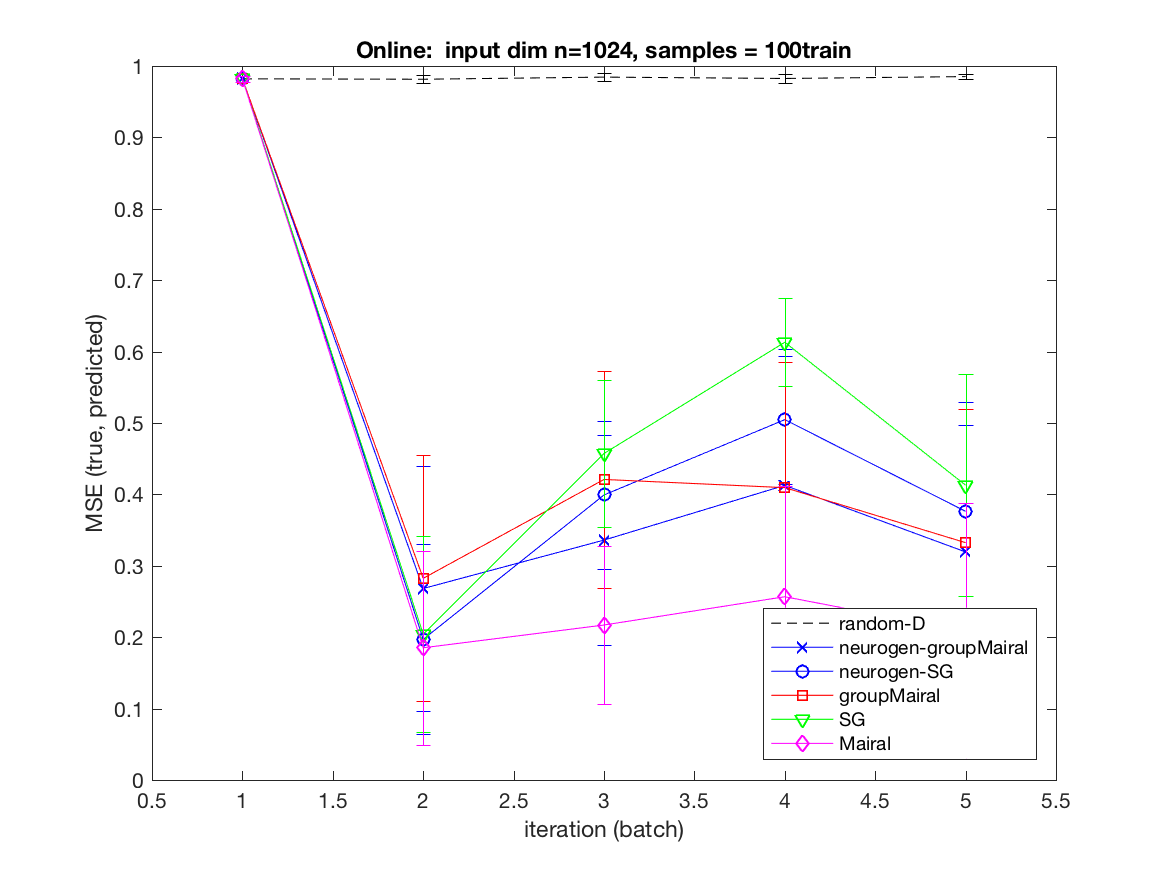 Online:  input dim n=1024, samples = 100train
MSE (true, predicted)
1
0.9
0.8
0.7
0.6
0.5
0.4
0.3
0.2
0.1
0
random-D
neurogen-groupMairal
neurogen-SG
groupMairal
SG
Mairal
0.5 1 1.5 2 2.5 3 3.5 4 4.5 5 5.5
iteration (batch)